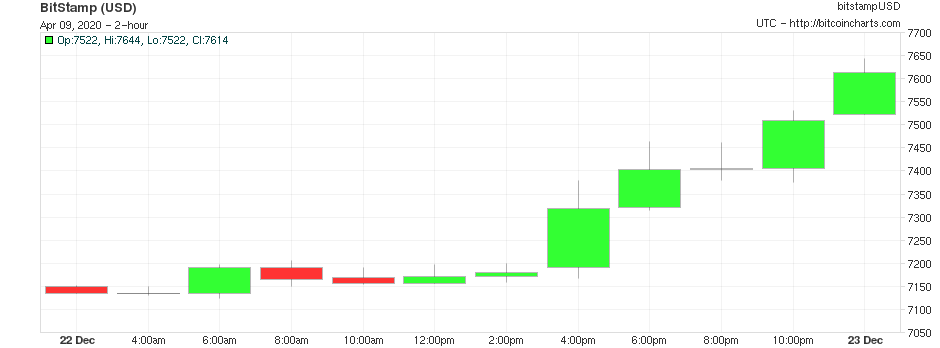 BitStamp (USD)
bitstampUSD
Apr 09, 2020 - 2-hour
UTC - http://bitcoincharts.com
Op:7522, Hi:7644, Lo:7522, Cl:7614
7700
7650
7600
7550
7500
7450
7400
7350
7300
7250
7200
7150
7100
7050
22 Dec
4:00am
6:00am
8:00am
10:00am
12:00pm
2:00pm
4:00pm
6:00pm
8:00pm
10:00pm
23 Dec